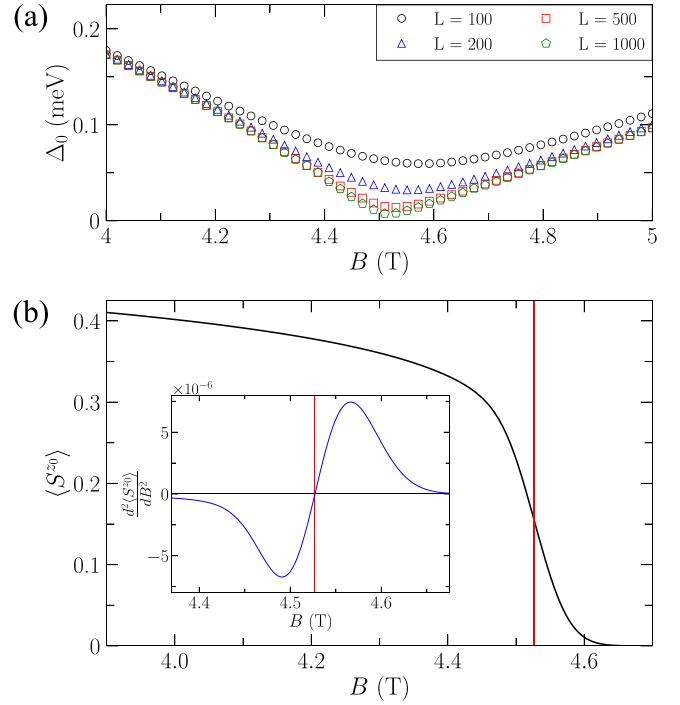 (a)
0.2
0.1
0
Δ₀ (meV)
L = 100 L = 500
L = 200 L = 1000
4 4.2 4.4 4.6 4.8 5
B (T)
(b)
0.4
0.3
0.2
0.1
0
⟨S^{z₀}⟩
×10⁻⁶
5
0
−5
d²⟨S^{z₀}⟩
dB²
4.4 4.5 4.6
B (T)
4.0 4.2 4.4 4.6
B (T)